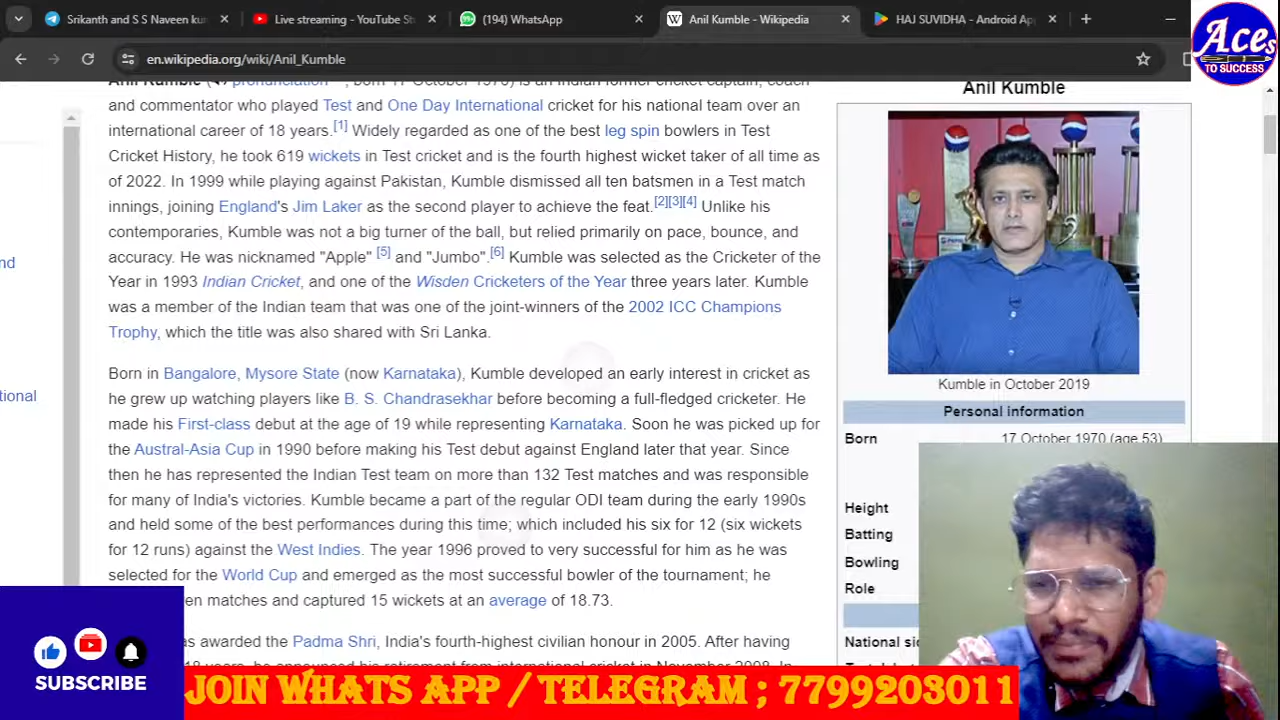 Srikanth and S S Naveen kum
Live streaming - YouTube St
(194) WhatsApp
Anil Kumble - Wikipedia
HAJ SUVIDHA - Android Ap
en.wikipedia.org/wiki/Anil_Kumble
ACes
TO SUCCESS
and commentator who played Test and One Day International cricket for his national team over an
international career of 18 years.[1] Widely regarded as one of the best leg spin bowlers in Test
Cricket History, he took 619 wickets in Test cricket and is the fourth highest wicket taker of all time as
of 2022. In 1999 while playing against Pakistan, Kumble dismissed all ten batsmen in a Test match
innings, joining England's Jim Laker as the second player to achieve the feat.[2][3][4] Unlike his
contemporaries, Kumble was not a big turner of the ball, but relied primarily on pace, bounce, and
accuracy. He was nicknamed "Apple" [5] and "Jumbo".[6] Kumble was selected as the Cricketer of the
Year in 1993 Indian Cricket, and one of the Wisden Cricketers of the Year three years later. Kumble
was a member of the Indian team that was one of the joint-winners of the 2002 ICC Champions
Trophy, which the title was also shared with Sri Lanka.
Born in Bangalore, Mysore State (now Karnataka), Kumble developed an early interest in cricket as
he grew up watching players like B. S. Chandrasekhar before becoming a full-fledged cricketer. He
made his First-class debut at the age of 19 while representing Karnataka. Soon he was picked up for
the Austral-Asia Cup in 1990 before making his Test debut against England later that year. Since
then he has represented the Indian Test team on more than 132 Test matches and was responsible
for many of India's victories. Kumble became a part of the regular ODI team during the early 1990s
and held some of the best performances during this time; which included his six for 12 (six wickets
for 12 runs) against the West Indies. The year 1996 proved to very successful for him as he was
selected for the World Cup and emerged as the most successful bowler of the tournament; he
en matches and captured 15 wickets at an average of 18.73.
as awarded the Padma Shri, India's fourth-highest civilian honour in 2005. After having
nd
tional
Anil Kumble
Kumble in October 2019
Personal information
Born 17 October 1970 (age 53)
Height
Batting
Bowling
Role
National sid
SUBSCRIBE
JOIN WHATS APP / TELEGRAM ; 7799203011